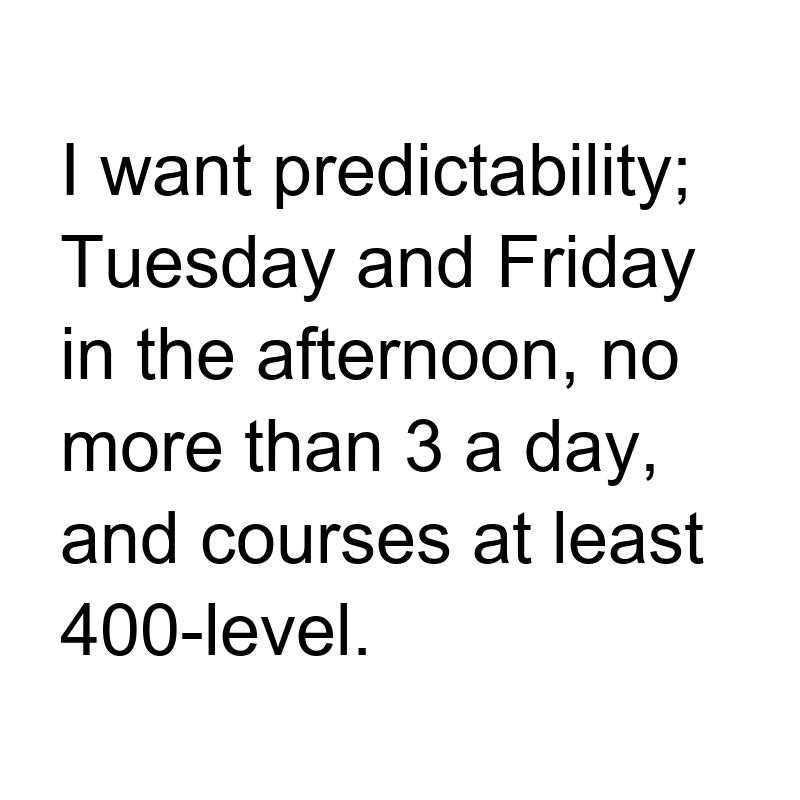 I want predictability;
Tuesday and Friday
in the afternoon, no
more than 3 a day,
and courses at least
400-level.